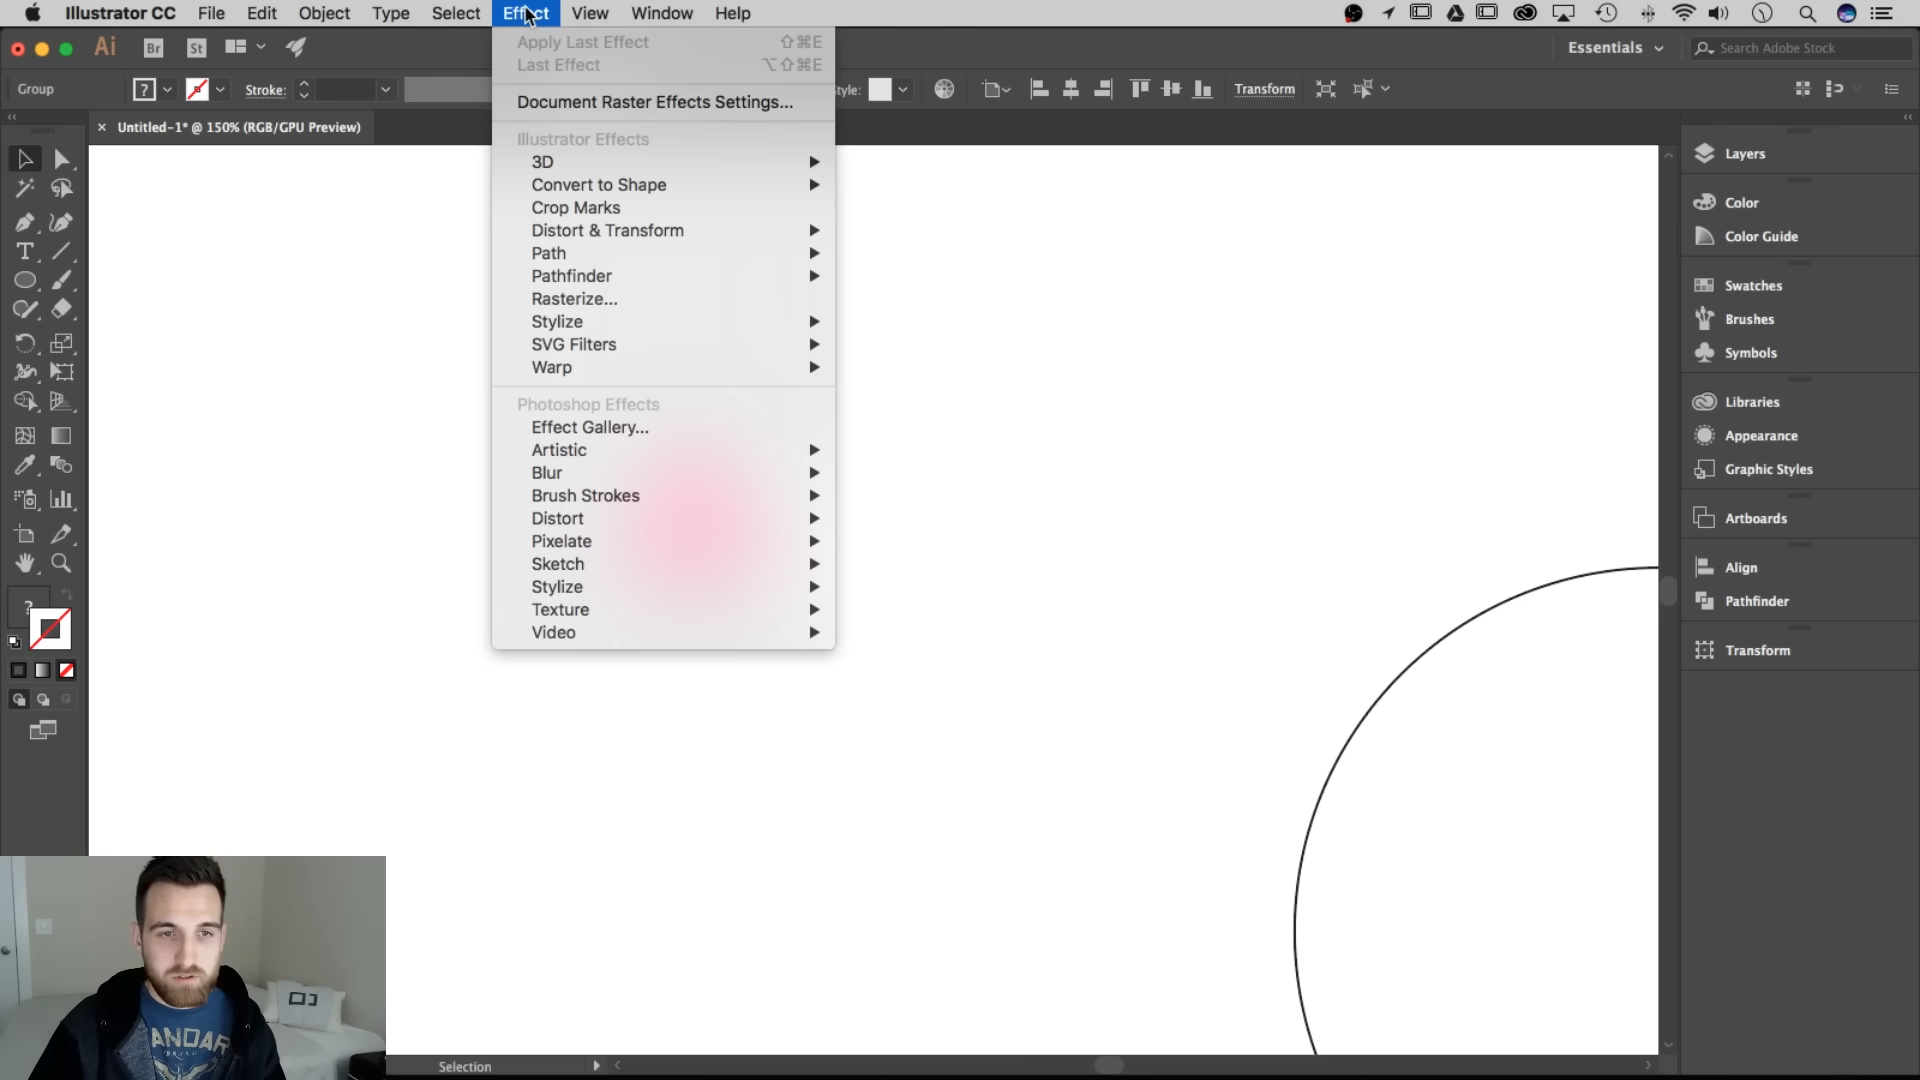 Illustrator CC File Edit Object Type Select Effect View Window Help
Ai Br St Essentials Search Adobe Stock
Group ? Stroke: Transform
× Untitled-1* @ 150% (RGB/GPU Preview)
Apply Last Effect ⇧⌘E
Last Effect ⌥⇧⌘E
Document Raster Effects Settings...
Illustrator Effects
3D
Convert to Shape
Crop Marks
Distort & Transform
Path
Pathfinder
Rasterize...
Stylize
SVG Filters
Warp
Photoshop Effects
Effect Gallery...
Artistic
Blur
Brush Strokes
Distort
Pixelate
Sketch
Stylize
Texture
Video
Layers
Color
Color Guide
Swatches
Brushes
Symbols
Libraries
Appearance
Graphic Styles
Artboards
Align
Pathfinder
Transform
?
ANDAR
Selection